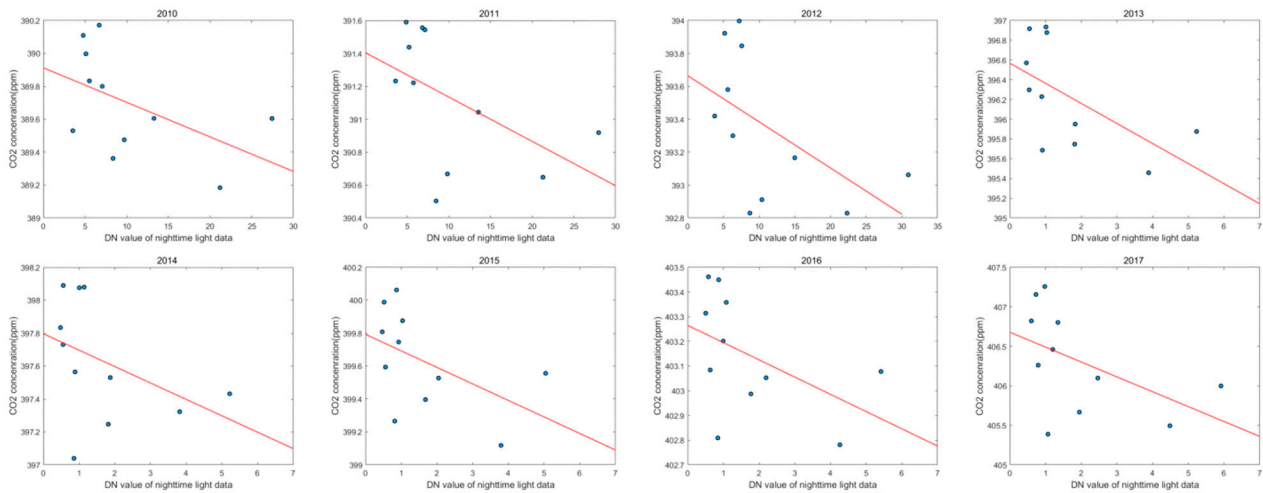 2010
390.2
390
389.8
389.6
389.4
389.2
389
0 5 10 15 20 25 30
CO2 concenration(ppm)
DN value of nighttime light data
2011
391.6
391.4
391.2
391
390.8
390.6
390.4
0 5 10 15 20 25 30
CO2 concenration(ppm)
DN value of nighttime light data
2012
394
393.8
393.6
393.4
393.2
393
392.8
0 5 10 15 20 25 30 35
CO2 concenration(ppm)
DN value of nighttime light data
2013
397
396.8
396.6
396.4
396.2
396
395.8
395.6
395.4
395.2
395
0 1 2 3 4 5 6 7
CO2 concenration(ppm)
DN value of nighttime light data
2014
398.2
398
397.8
397.6
397.4
397.2
397
0 1 2 3 4 5 6 7
CO2 concenration(ppm)
DN value of nighttime light data
2015
400.2
400
399.8
399.6
399.4
399.2
399
0 1 2 3 4 5 6 7
CO2 concenration(ppm)
DN value of nighttime light data
2016
403.5
403.4
403.3
403.2
403.1
403
402.9
402.8
402.7
0 1 2 3 4 5 6 7
CO2 concenration(ppm)
DN value of nighttime light data
2017
407.5
407
406.5
406
405.5
405
0 1 2 3 4 5 6 7
CO2 concenration(ppm)
DN value of nighttime light data